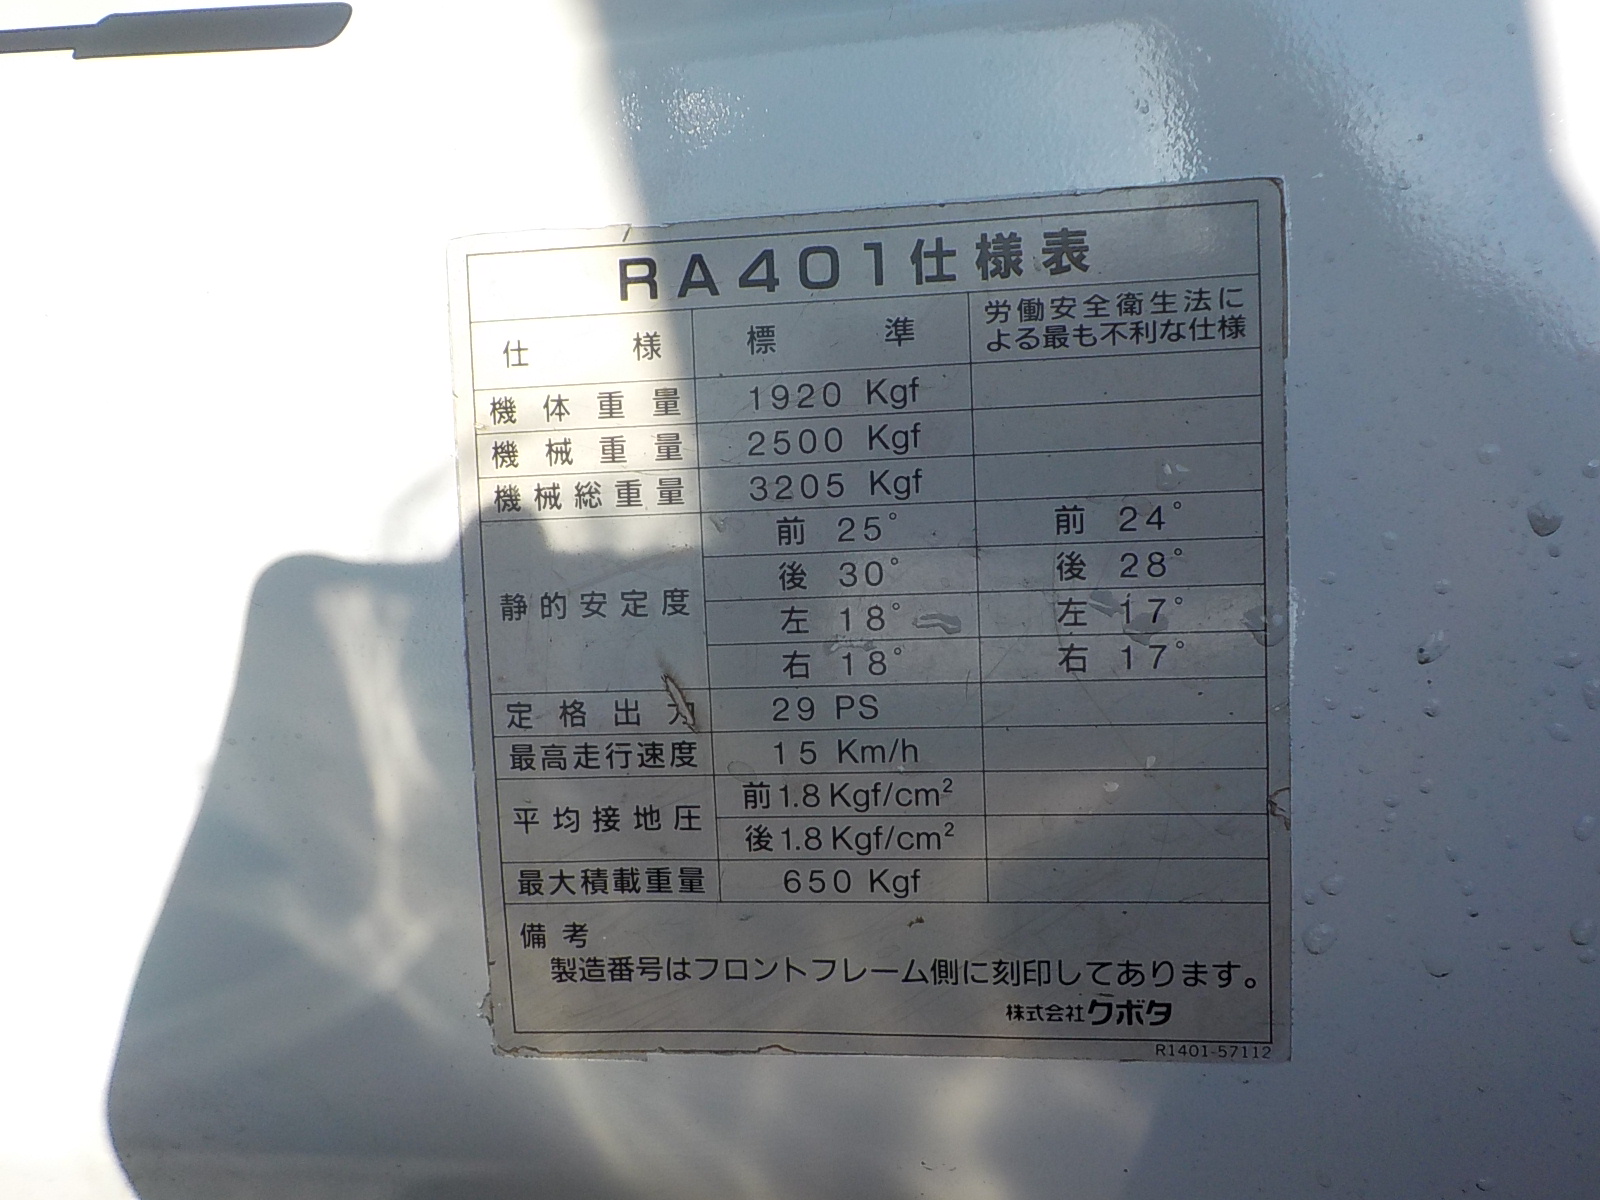 RA401仕様表
仕様 標準 労働安全衛生法に
よる最も不利な仕様
機体重量 1920 Kgf
機械重量 2500 Kgf
機械総重量 3205 Kgf
静的安定度 前 25° 前 24°
後 30° 後 28°
左 18° 左 17°
右 18° 右 17°
定格出力 29 PS
最高走行速度 15 Km/h
平均接地圧 前1.8 Kgf/cm²
後1.8 Kgf/cm²
最大積載重量 650 Kgf
備考
製造番号はフロントフレーム側に刻印してあります。
株式会社クボタ
R1401-57112